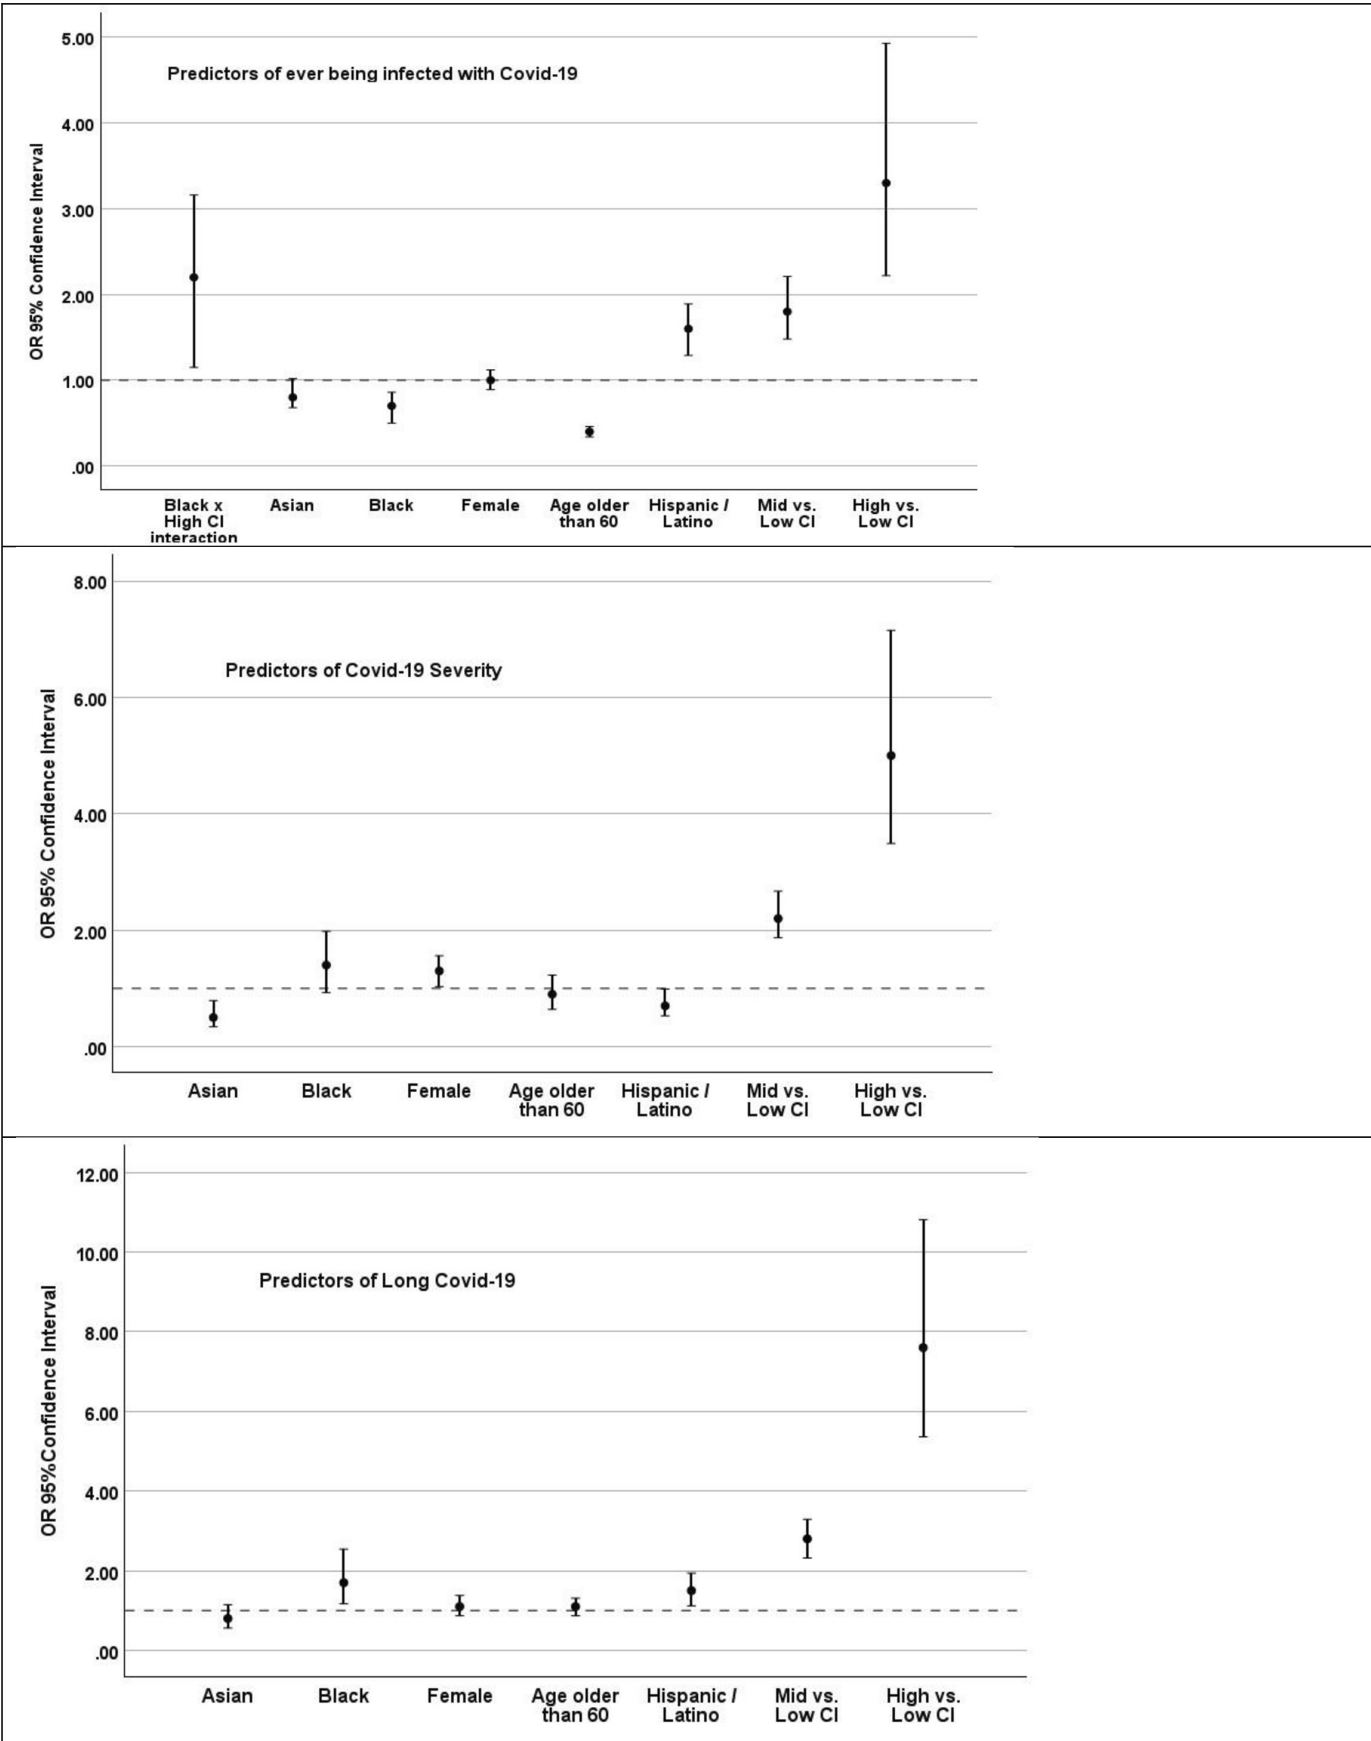 5.00
Predictors of ever being infected with Covid-19
4.00
3.00
2.00
1.00
.00
OR 95% Confidence Interval
Black x
High CI
interaction
Asian
Black
Female
Age older
than 60
Hispanic /
Latino
Mid vs.
Low CI
High vs.
Low CI
8.00
Predictors of Covid-19 Severity
6.00
4.00
2.00
.00
OR 95% Confidence Interval
Asian
Black
Female
Age older
than 60
Hispanic /
Latino
Mid vs.
Low CI
High vs.
Low CI
12.00
10.00
Predictors of Long Covid-19
8.00
6.00
4.00
2.00
.00
OR 95%Confidence Interval
Asian
Black
Female
Age older
than 60
Hispanic /
Latino
Mid vs.
Low CI
High vs.
Low CI